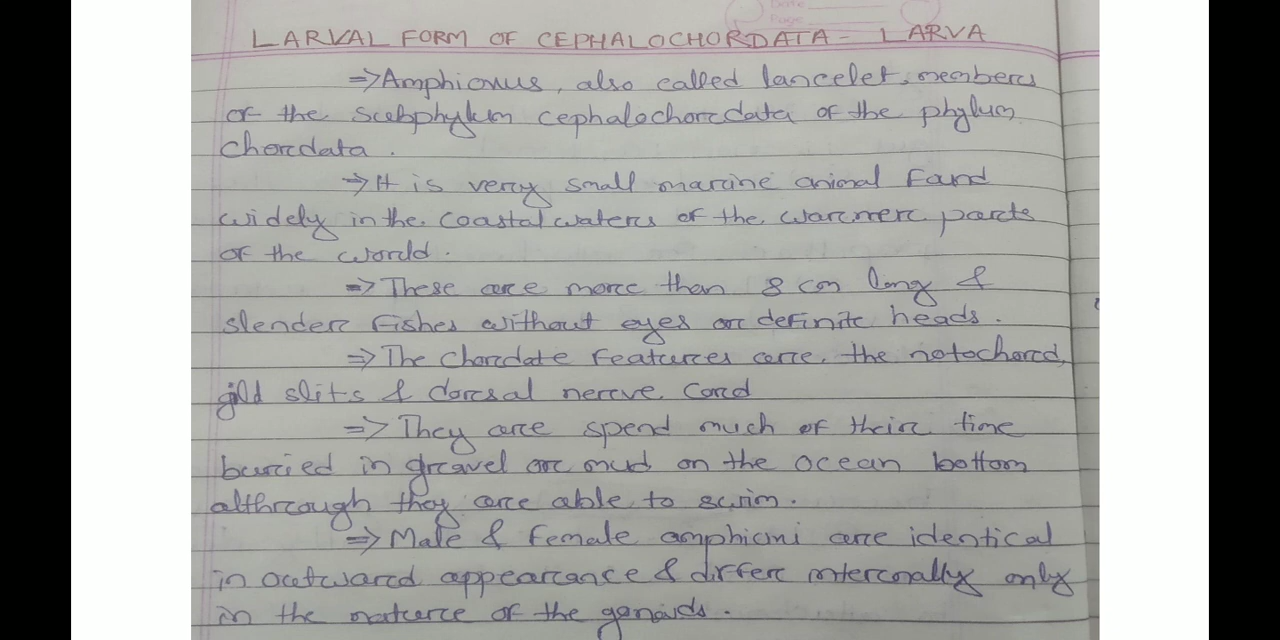 Date
Page
LARVAL FORM OF CEPHALOCHORDATA - LARVA
⇒ Amphioxus, also called lancelet, members
of the subphylum cephalochordata of the phylum
chordata.
⇒ It is very small marine animal Fand
widely in the coastal waters of the warmer parts
of the world.
⇒ These are more than 8 cm long &
slender fishes without eyes or definite heads.
⇒ The chordate features are, the notochord,
gild slits & dorsal nerve cord
⇒ They are spend much of their time
buried in gravel or mud on the ocean bottom
althrough they are able to swim.
⇒ Male & female amphioxi are identical
in outward appearance & differ internally only
in the nature of the gonaids.